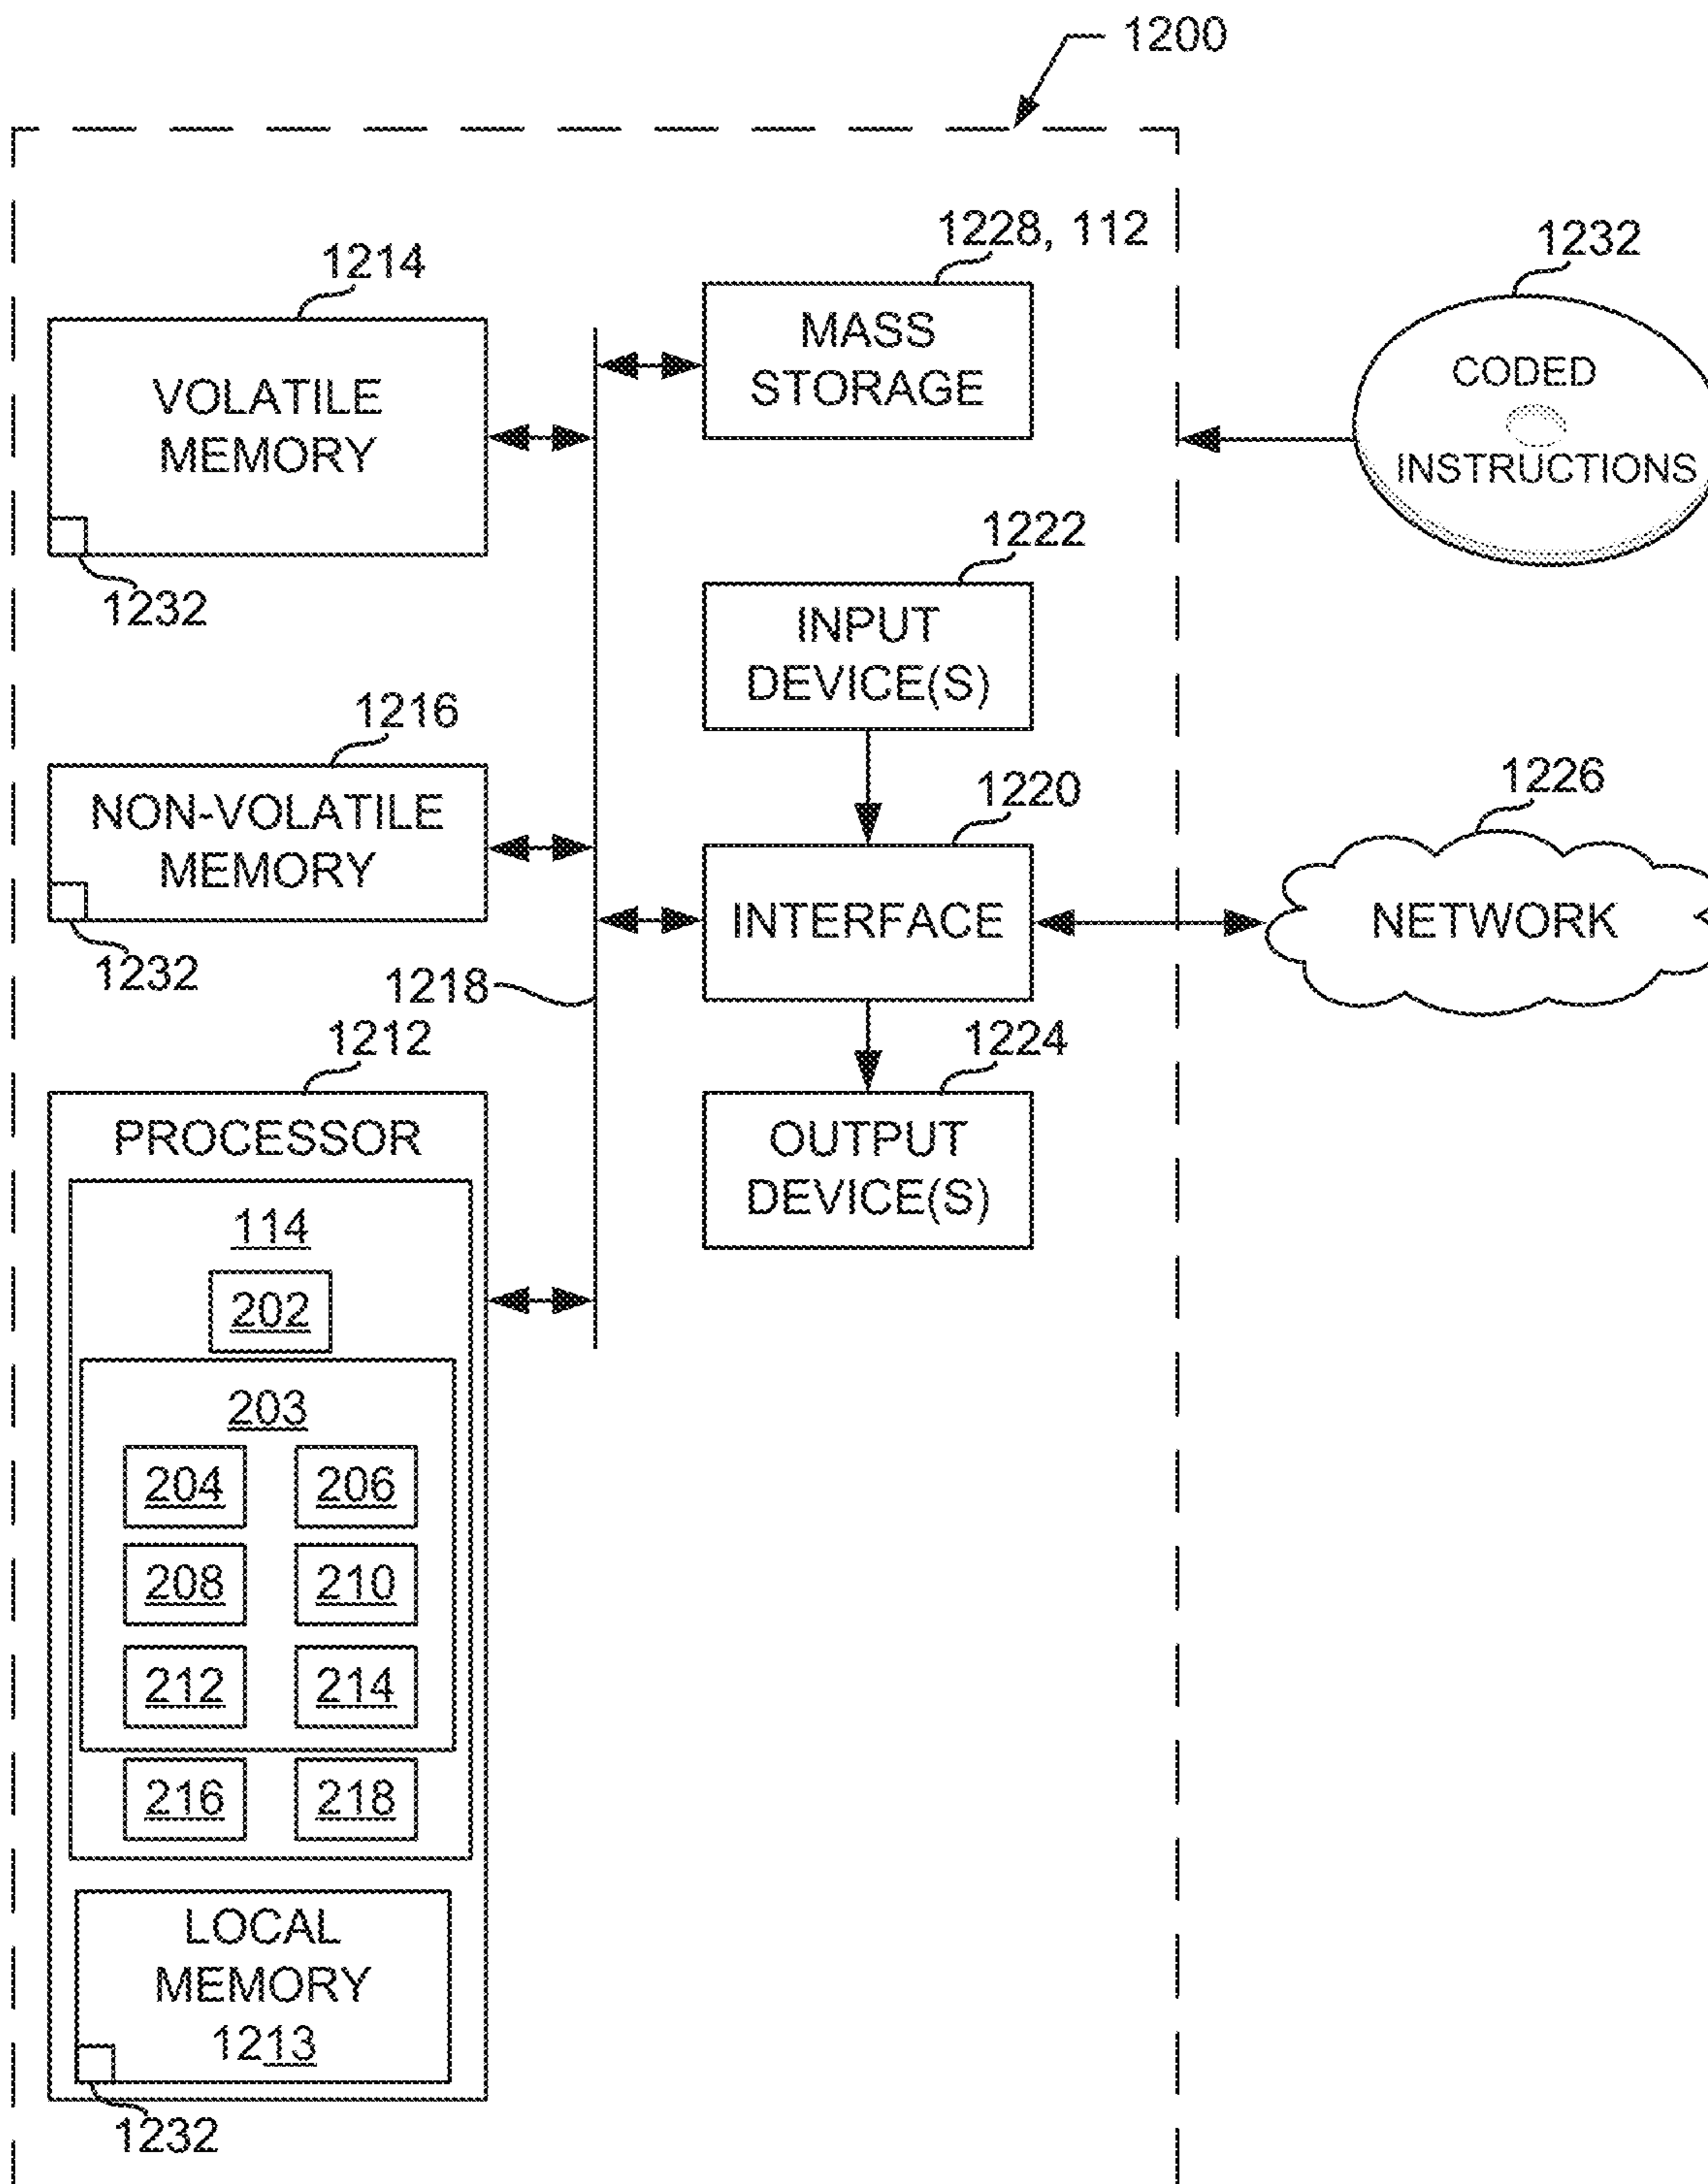 1200
1228, 112
MASS
STORAGE
1214
VOLATILE
MEMORY
1232
1232
CODED
INSTRUCTIONS
1222
INPUT
DEVICE(S)
1216
NON-VOLATILE
MEMORY
1232
1218
1220
INTERFACE
1226
NETWORK
1224
OUTPUT
DEVICE(S)
1212
PROCESSOR
114
202
203
204 206
208 210
212 214
216 218
LOCAL
MEMORY
1213
1232